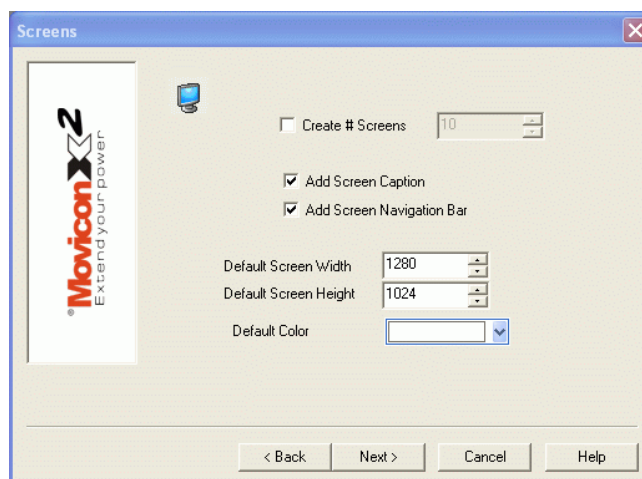 Screens
®Movicon X2
Extend your power
Create # Screens
10
Add Screen Caption
Add Screen Navigation Bar
Default Screen Width
1280
Default Screen Height
1024
Default Color
< Back
Next >
Cancel
Help